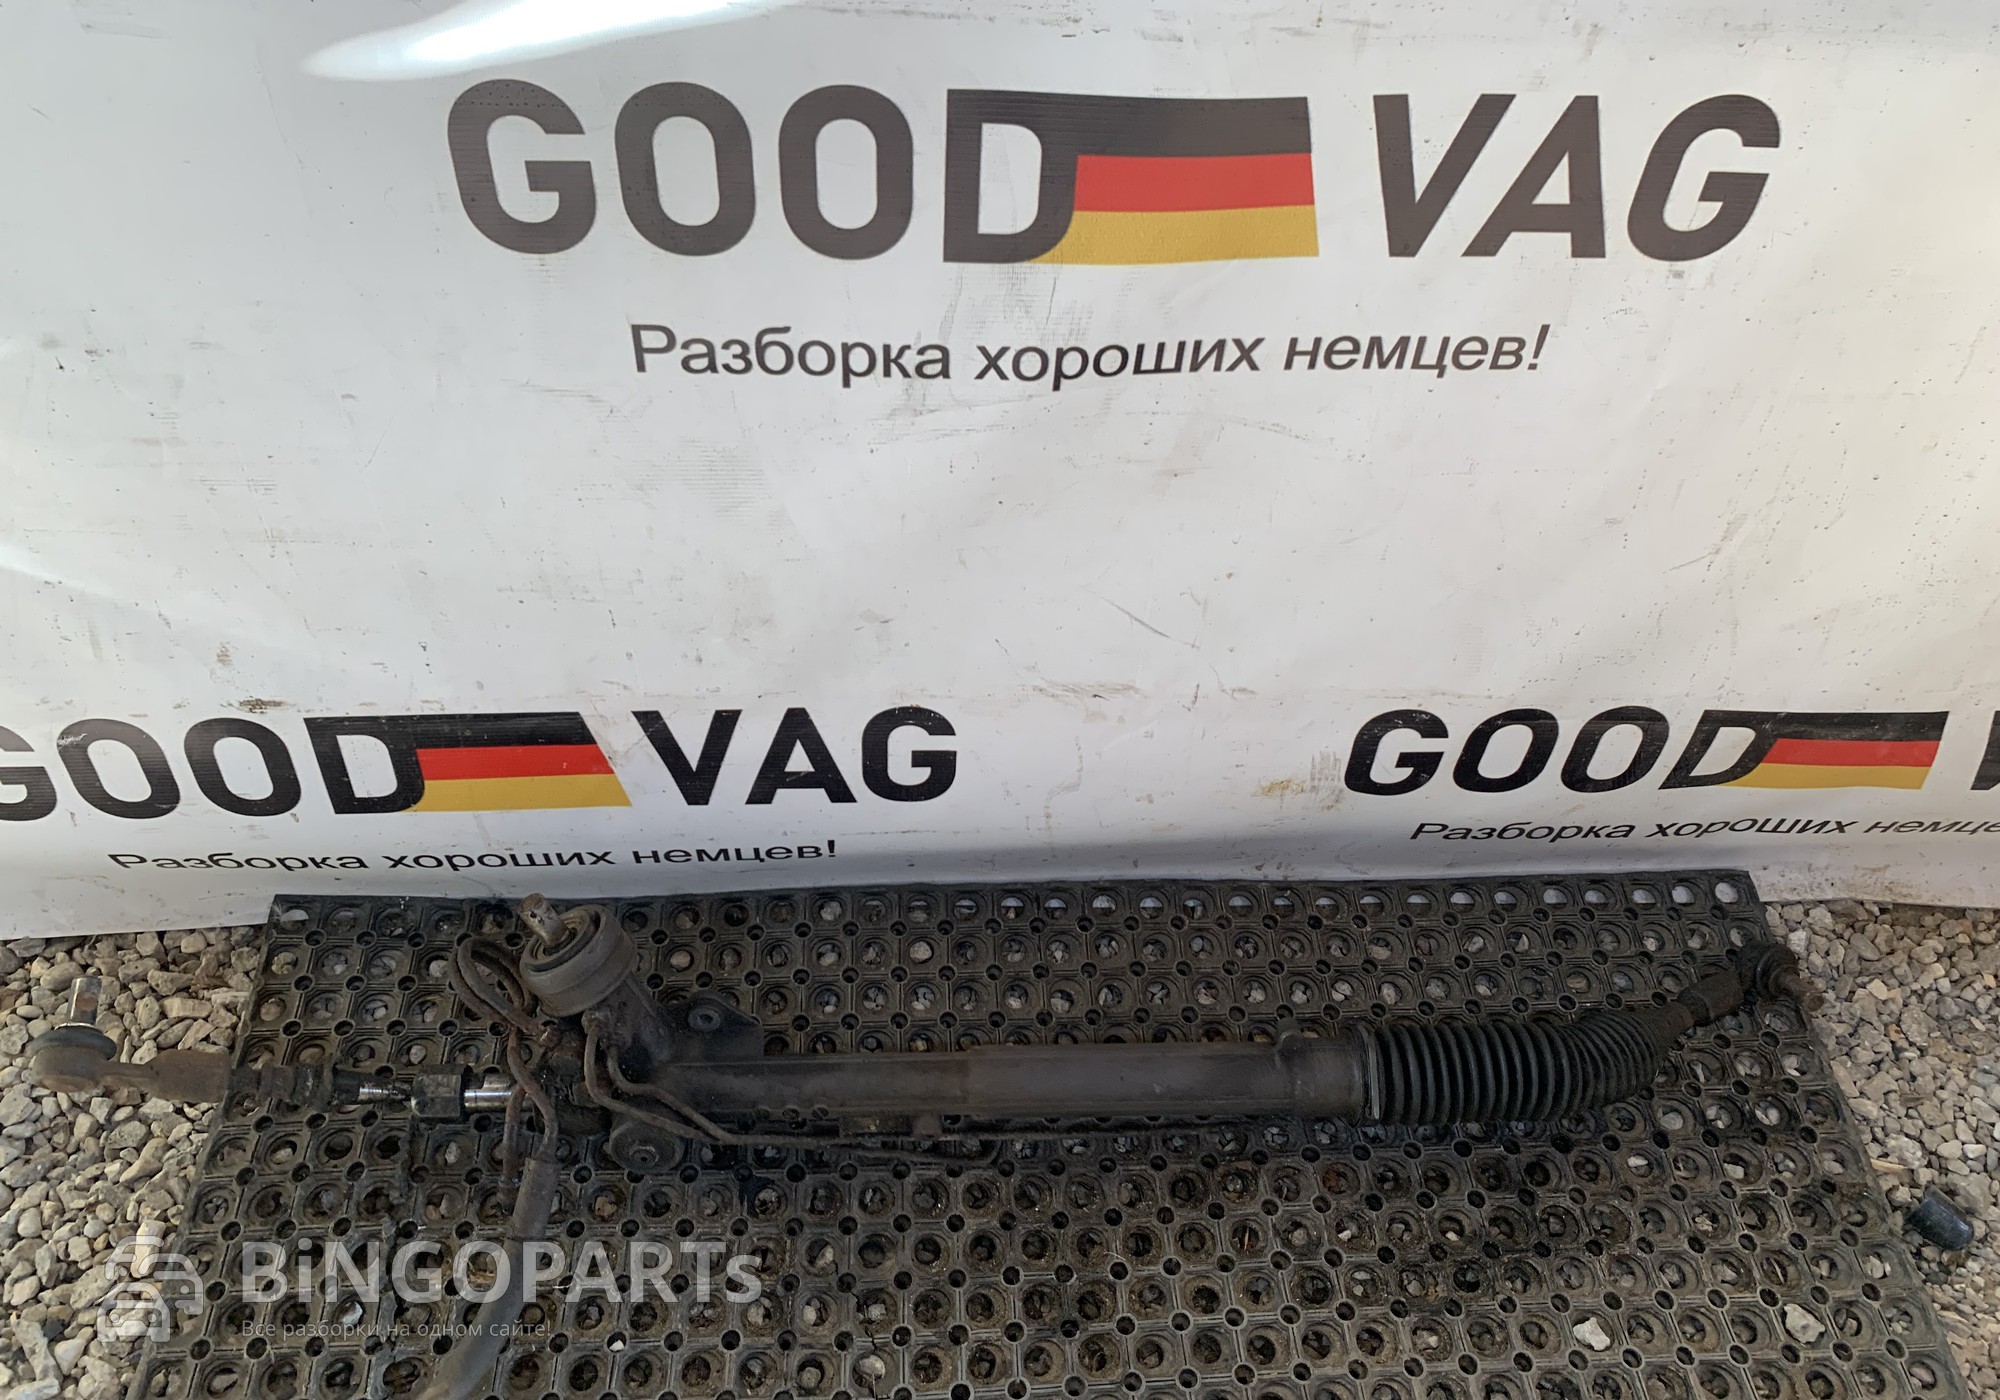 GOOD VAG
Разборка хороших немцев!
GOOD VAG
Разборка хороших немцев!
GOOD
Разборка хороших
BiNGOPARTs
Все разборки на одном сайте!